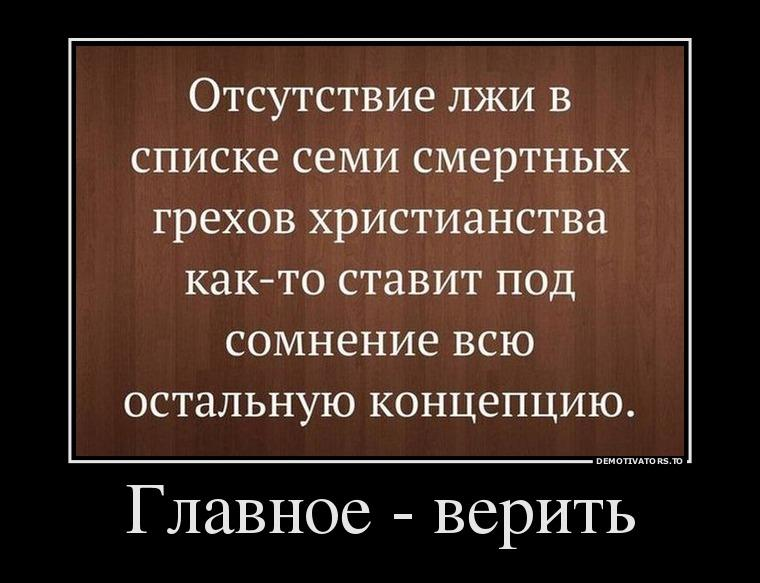 Отсутствие лжи в
списке семи смертных
грехов христианства
как-то ставит под
сомнение всю
остальную концепцию.
DEMOTIVATORS.TO
Главное - верить